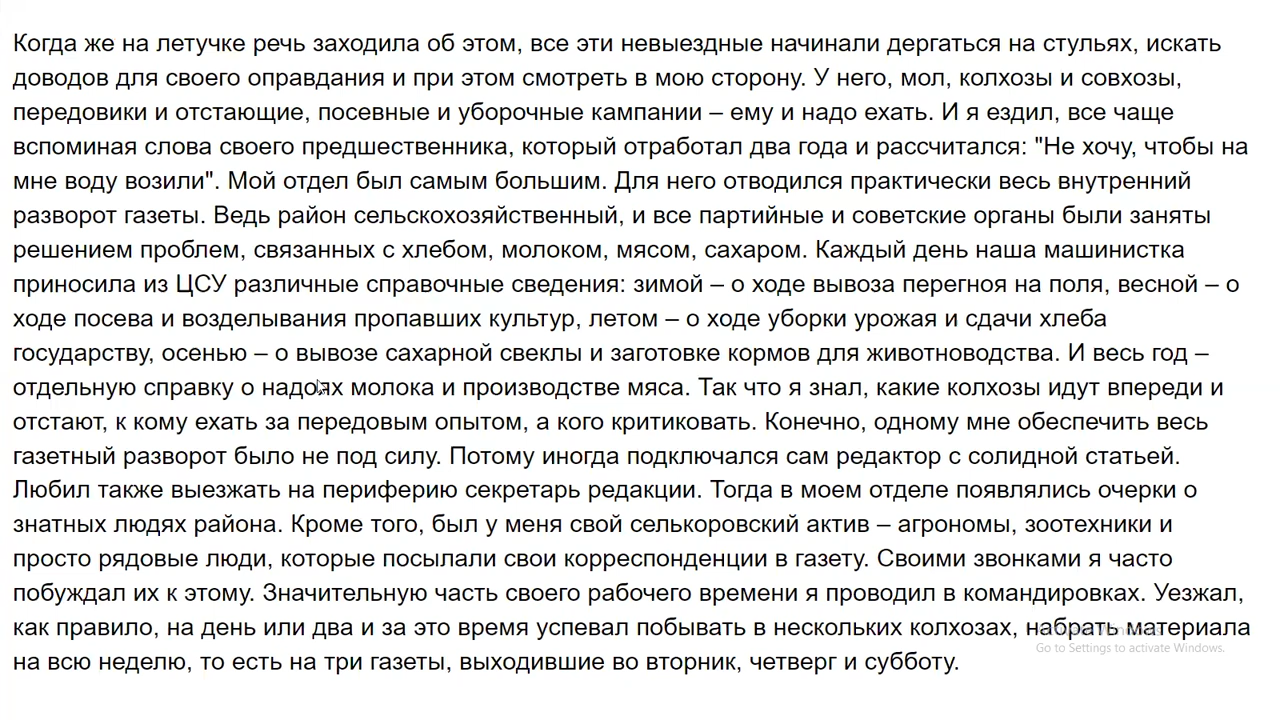 Когда же на летучке речь заходила об этом, все эти невыездные начинали дергаться на стульях, искать
доводов для своего оправдания и при этом смотреть в мою сторону. У него, мол, колхозы и совхозы,
передовики и отстающие, посевные и уборочные кампании – ему и надо ехать. И я ездил, все чаще
вспоминая слова своего предшественника, который отработал два года и рассчитался: "Не хочу, чтобы на
мне воду возили". Мой отдел был самым большим. Для него отводился практически весь внутренний
разворот газеты. Ведь район сельскохозяйственный, и все партийные и советские органы были заняты
решением проблем, связанных с хлебом, молоком, мясом, сахаром. Каждый день наша машинистка
приносила из ЦСУ различные справочные сведения: зимой – о ходе вывоза перегноя на поля, весной – о
ходе посева и возделывания пропавших культур, летом – о ходе уборки урожая и сдачи хлеба
государству, осенью – о вывозе сахарной свеклы и заготовке кормов для животноводства. И весь год –
отдельную справку о надоях молока и производстве мяса. Так что я знал, какие колхозы идут впереди и
отстают, к кому ехать за передовым опытом, а кого критиковать. Конечно, одному мне обеспечить весь
газетный разворот было не под силу. Потому иногда подключался сам редактор с солидной статьей.
Любил также выезжать на периферию секретарь редакции. Тогда в моем отделе появлялись очерки о
знатных людях района. Кроме того, был у меня свой селькоровский актив – агрономы, зоотехники и
просто рядовые люди, которые посылали свои корреспонденции в газету. Своими звонками я часто
побуждал их к этому. Значительную часть своего рабочего времени я проводил в командировках. Уезжал,
как правило, на день или два и за это время успевал побывать в нескольких колхозах, набрать материала
на всю неделю, то есть на три газеты, выходившие во вторник, четверг и субботу.
Go to Settings to activate Windows.